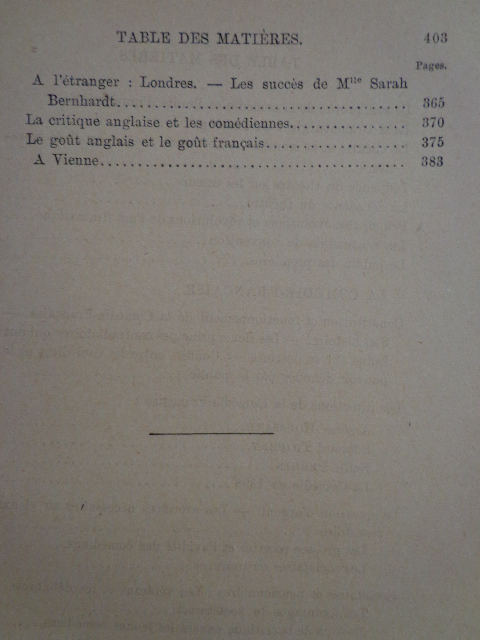 TABLE DES MATIÈRES. 403
Pages.
A l'étranger : Londres. — Les succès de Mlle Sarah
Bernhardt........................................ 365
La critique anglaise et les comédiennes............... 370
Le goût anglais et le goût français.................. 375
A Vienne.......................................... 383